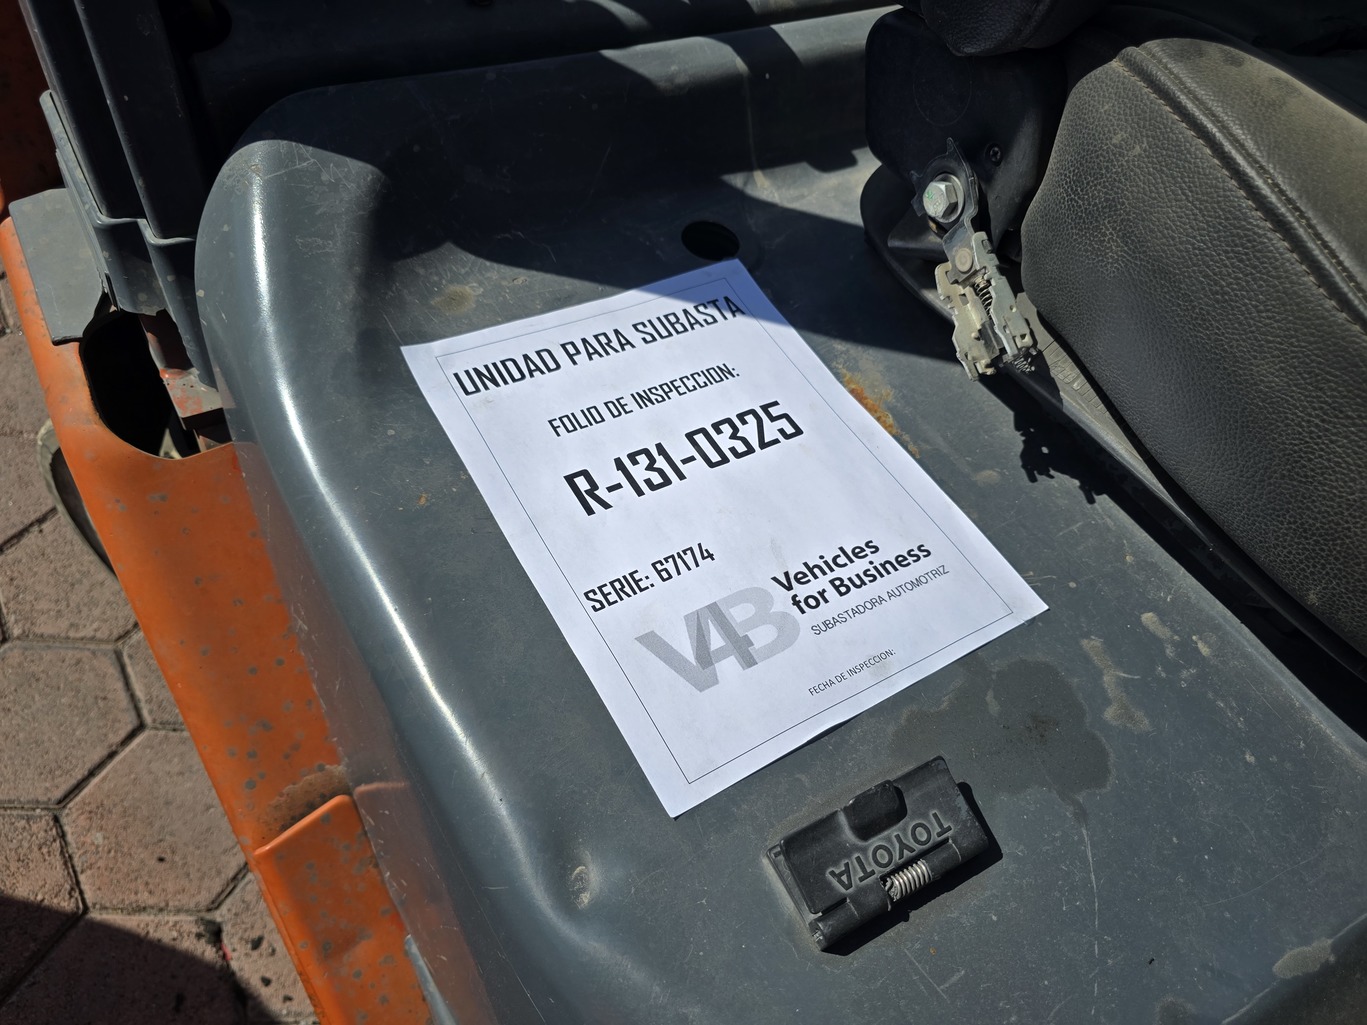 UNIDAD PARA SUBASTA
FOLIO DE INSPECCION:
R-131-0325
SERIE: 67174
V4B
Vehicles
for Business
SUBASTADORA AUTOMOTRIZ
FECHA DE INSPECCION:
TOYOTA